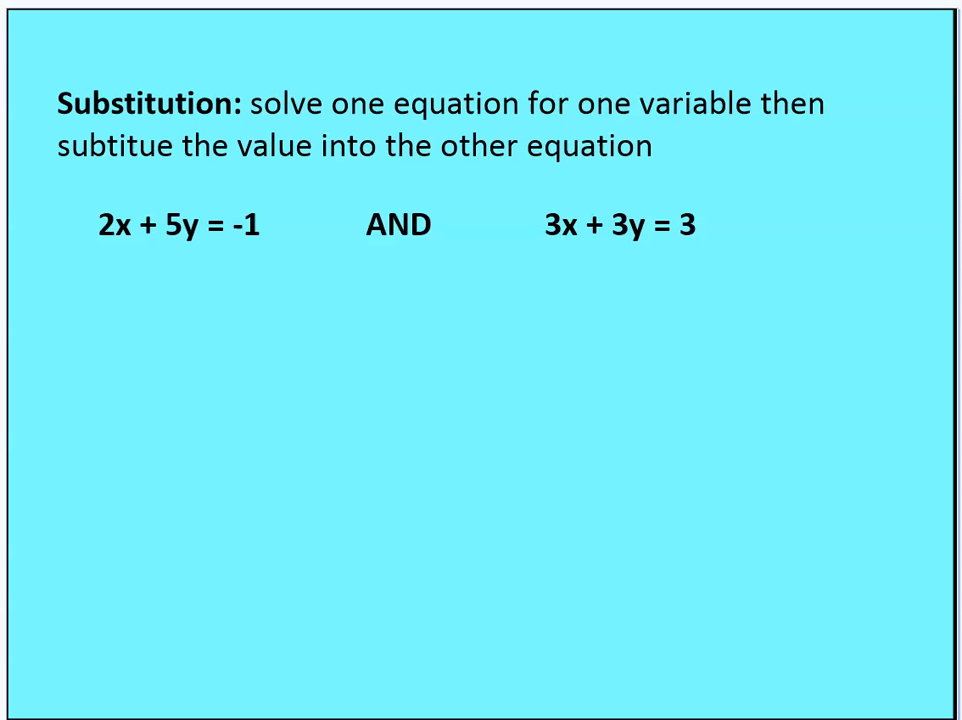 Substitution: solve one equation for one variable then
subtitue the value into the other equation
2x + 5y = -1 AND 3x + 3y = 3